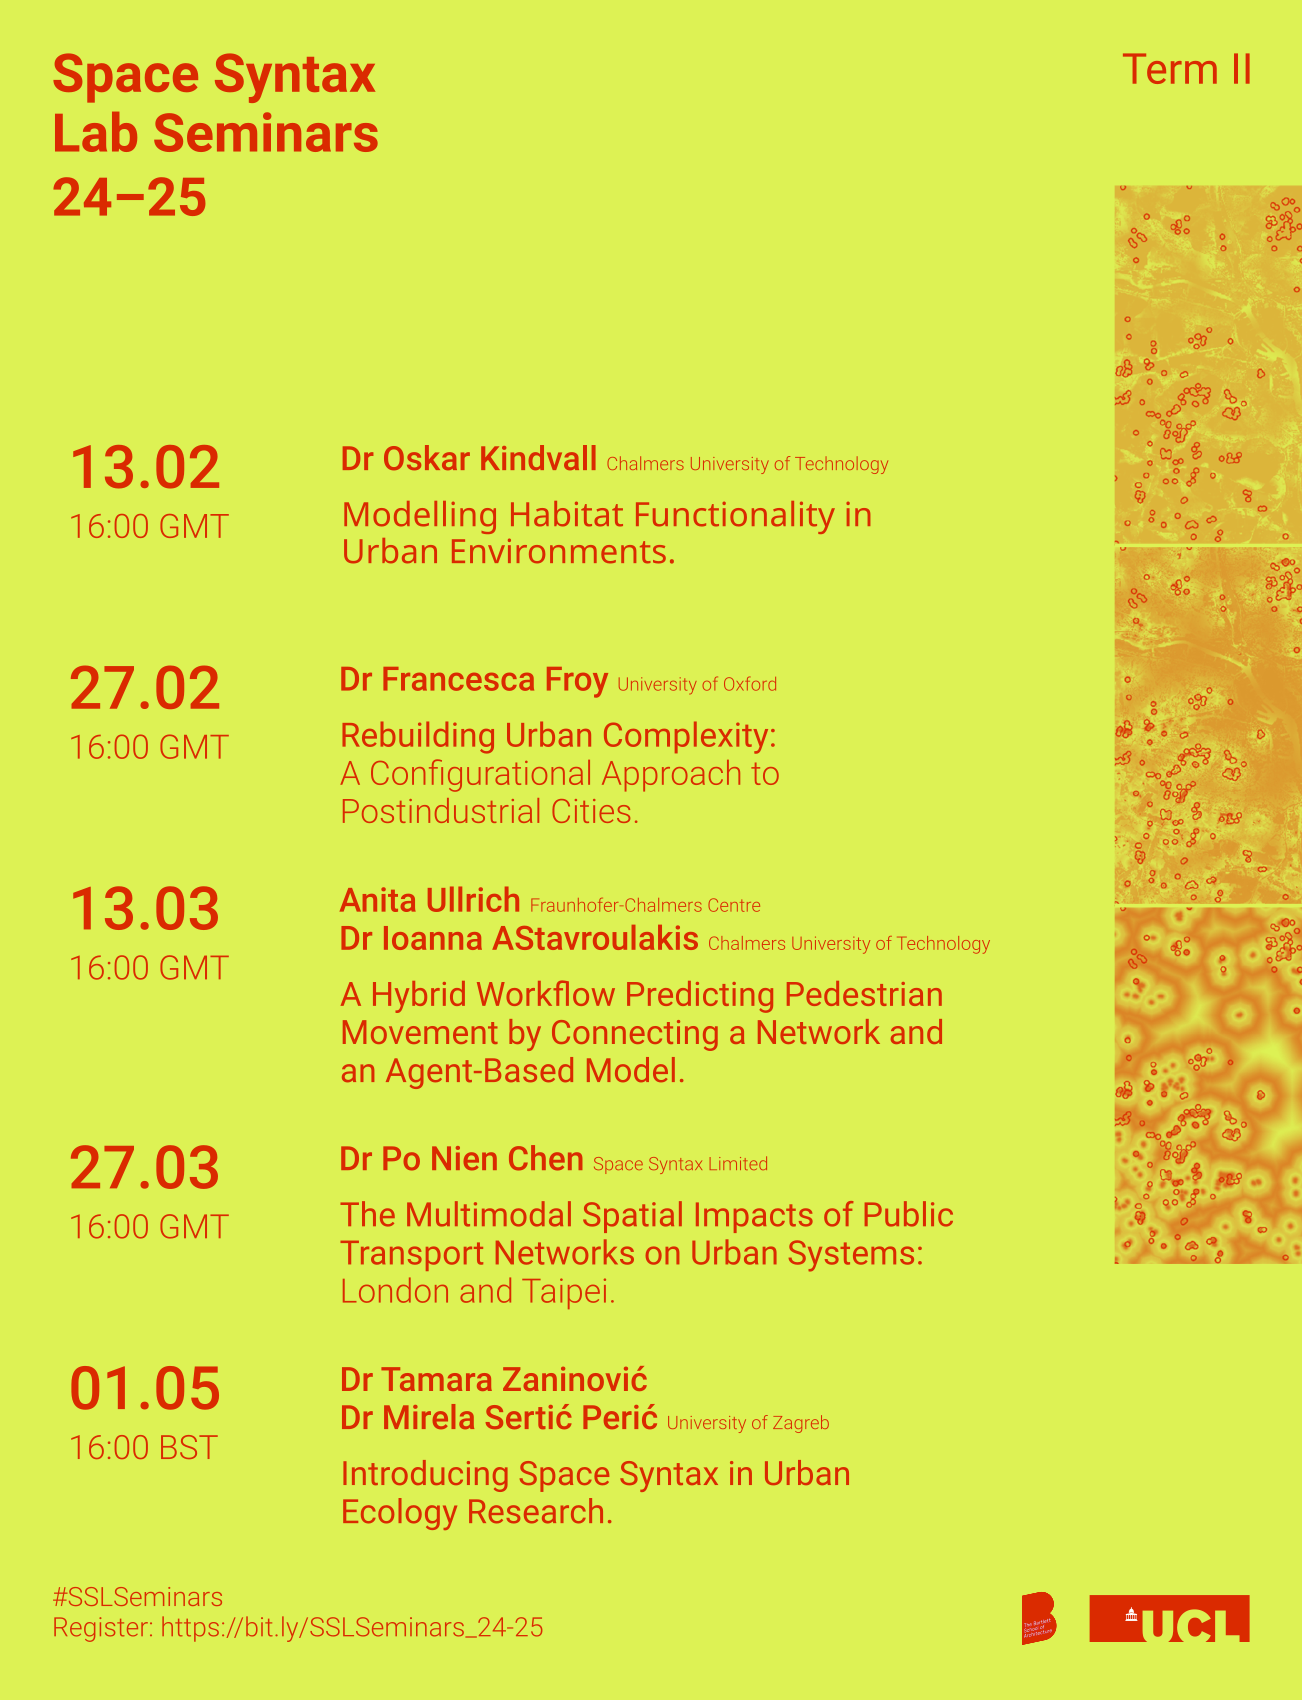 Space Syntax
Lab Seminars
24–25
Term II
13.02
16:00 GMT
Dr Oskar Kindvall Chalmers University of Technology
Modelling Habitat Functionality in
Urban Environments.
27.02
16:00 GMT
Dr Francesca Froy University of Oxford
Rebuilding Urban Complexity:
A Configurational Approach to
Postindustrial Cities.
13.03
16:00 GMT
Anita Ullrich Fraunhofer-Chalmers Centre
Dr Ioanna AStavroulakis Chalmers University of Technology
A Hybrid Workflow Predicting Pedestrian
Movement by Connecting a Network and
an Agent-Based Model.
27.03
16:00 GMT
Dr Po Nien Chen Space Syntax Limited
The Multimodal Spatial Impacts of Public
Transport Networks on Urban Systems:
London and Taipei.
01.05
16:00 BST
Dr Tamara Zaninović
Dr Mirela Sertić Perić University of Zagreb
Introducing Space Syntax in Urban
Ecology Research.
#SSLSeminars
Register: https://bit.ly/SSLSeminars_24-25
The Bartlett
School of
Architecture
UCL